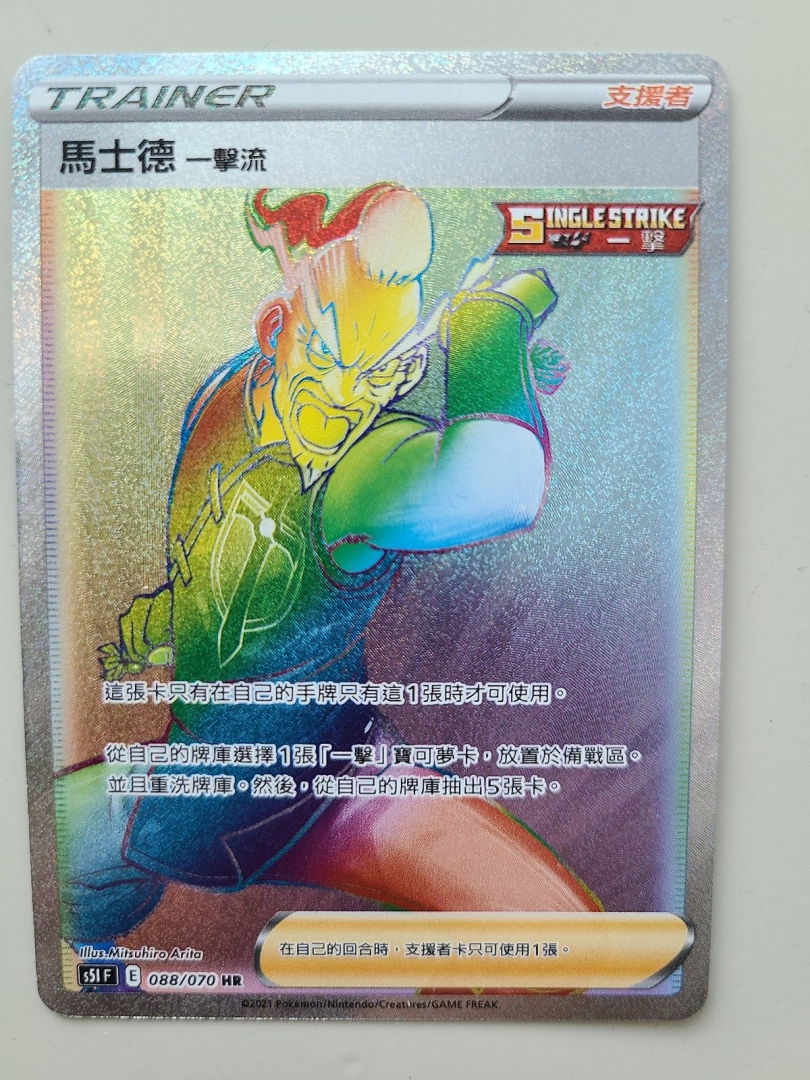 TRAINER 支援者
馬士德 一擊流
SINGLE STRIKE
一擊
這張卡只有在自己的手牌只有這1張時才可使用。
從自己的牌庫選擇1張「一擊」寶可夢卡，放置於備戰區。
並且重洗牌庫。然後，從自己的牌庫抽出5張卡。
Illus. Mitsuhiro Arita
在自己的回合時，支援者卡只可使用1張。
s5I F E 088/070 HR
©2021 Pokémon/Nintendo/Creatures/GAME FREAK.